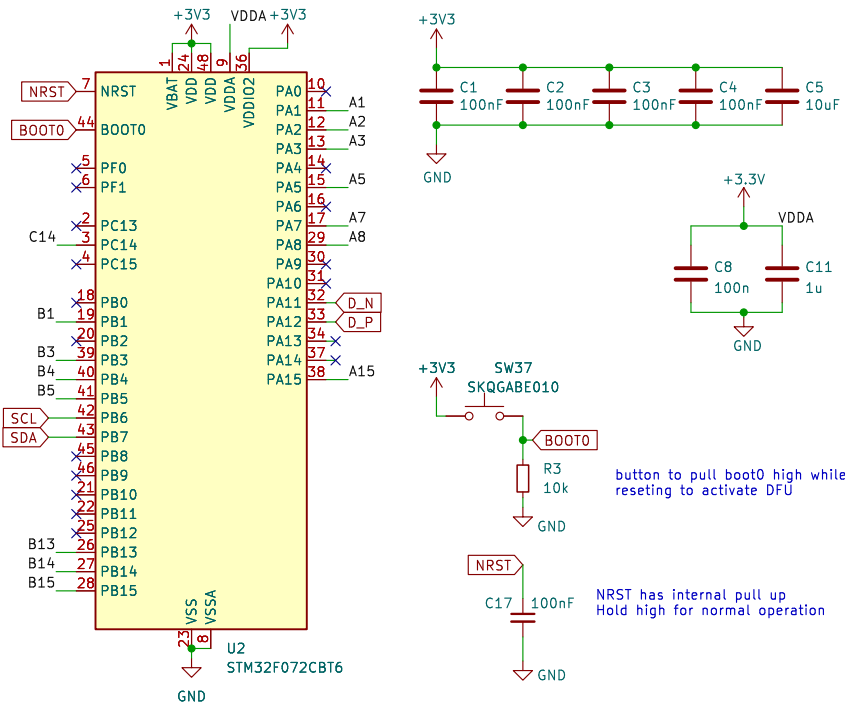 +3V3
VDDA
+3V3
1
24
48
9
36
VBAT
VDD
VDD
VDDA
VDDIO2
NRST
7
NRST
BOOT0
44
BOOT0
5
PF0
6
PF1
2
PC13
C14
3
PC14
4
PC15
18
PB0
B1
19
PB1
20
PB2
B3
39
PB3
B4
40
PB4
B5
41
PB5
SCL
42
PB6
SDA
43
PB7
45
PB8
46
PB9
21
PB10
22
PB11
25
PB12
B13
26
PB13
B14
27
PB14
B15
28
PB15
PA0
10
PA1
11
A1
PA2
12
A2
PA3
13
A3
PA4
14
PA5
15
A5
PA6
16
PA7
17
A7
PA8
29
A8
PA9
30
PA10
31
PA11
32
D_N
PA12
33
D_P
PA13
34
PA14
37
PA15
38
A15
VSS
VSSA
23
8
U2
STM32F072CBT6
GND
+3V3
C1
100nF
C2
100nF
C3
100nF
C4
100nF
C5
10uF
GND
+3.3V
VDDA
C8
100n
C11
1u
GND
+3V3
SW37
SKQGABE010
BOOT0
R3
10k
GND
button to pull boot0 high while
reseting to activate DFU
NRST
C17
100nF
GND
NRST has internal pull up
Hold high for normal operation